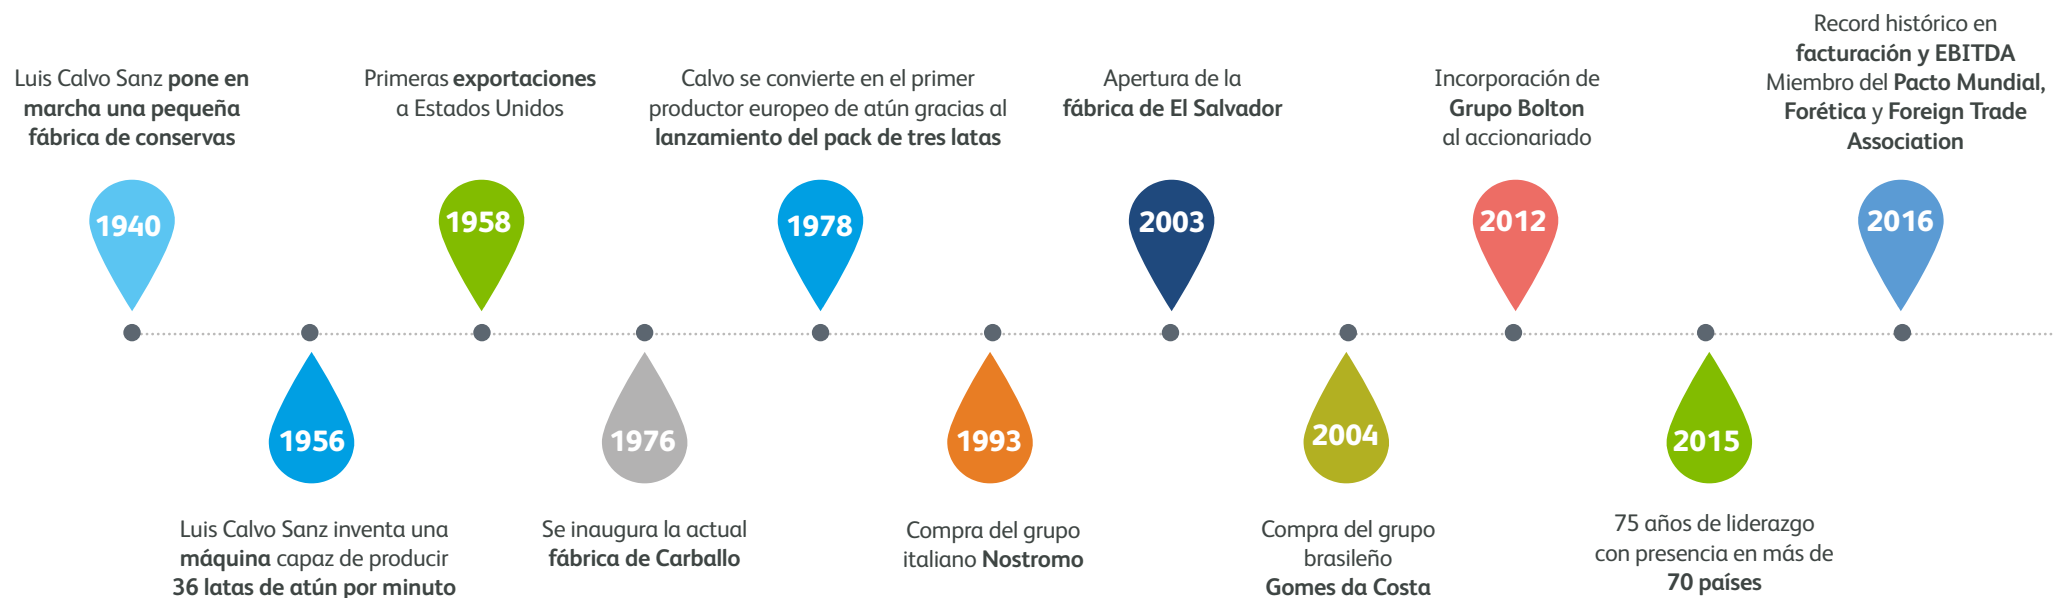 Luis Calvo Sanz pone en
marcha una pequeña
fábrica de conservas
1940
Luis Calvo Sanz inventa una
máquina capaz de producir
36 latas de atún por minuto
1956
Primeras exportaciones
a Estados Unidos
1958
Se inaugura la actual
fábrica de Carballo
1976
Calvo se convierte en el primer
productor europeo de atún gracias al
lanzamiento del pack de tres latas
1978
Compra del grupo
italiano Nostromo
1993
Apertura de la
fábrica de El Salvador
2003
Compra del grupo
brasileño
Gomes da Costa
2004
Incorporación de
Grupo Bolton
al accionariado
2012
75 años de liderazgo
con presencia en más de
70 países
2015
Record histórico en
facturación y EBITDA
Miembro del Pacto Mundial,
Forética y Foreign Trade
Association
2016